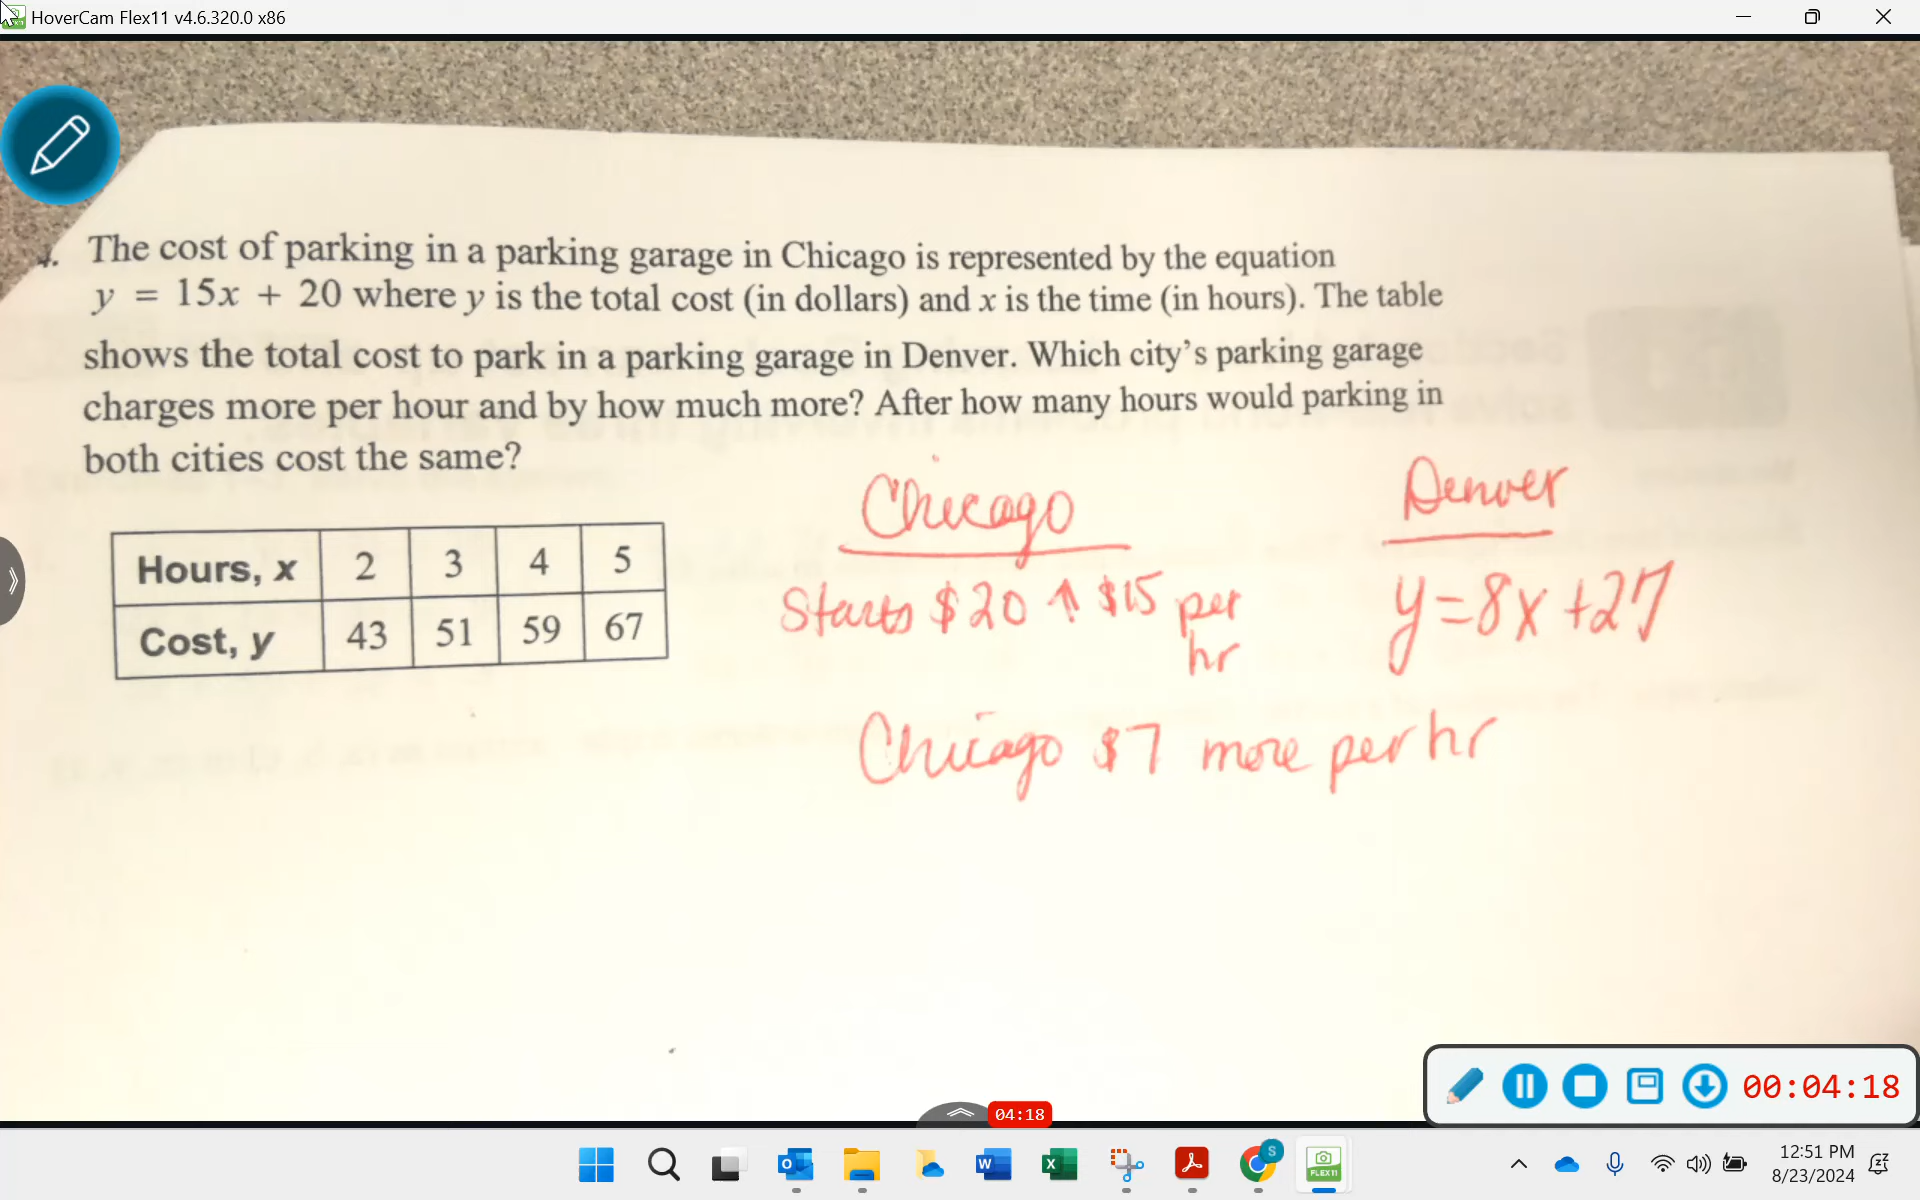 HoverCam Flex11 v4.6.320.0 x86
4. The cost of parking in a parking garage in Chicago is represented by the equation
y = 15x + 20 where y is the total cost (in dollars) and x is the time (in hours). The table
shows the total cost to park in a parking garage in Denver. Which city's parking garage
charges more per hour and by how much more? After how many hours would parking in
both cities cost the same?
Chicago
Denver
Hours, x 2 3 4 5
Cost, y 43 51 59 67
Starts $20 ↑ $15 per
hr
y=8x+27
Chicago $7 more per hr
00:04:18
04:18
S
FLEX11
12:51 PM
8/23/2024